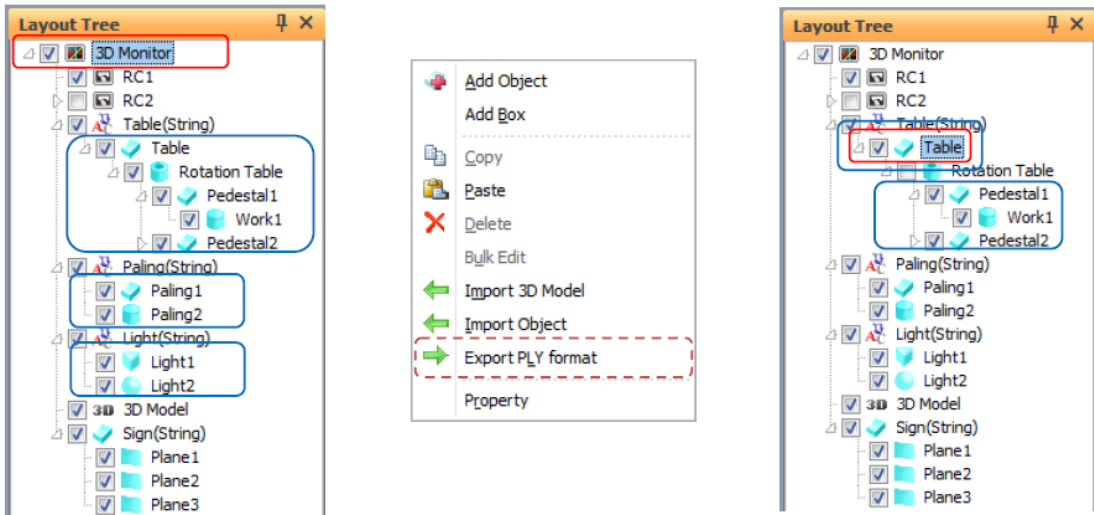 Layout Tree
3D Monitor
RC1
RC2
Table(String)
Table
Rotation Table
Pedestal1
Work1
Pedestal2
Paling(String)
Paling1
Paling2
Light(String)
Light1
Light2
3D 3D Model
Sign(String)
Plane1
Plane2
Plane3
Add Object
Add Box
Copy
Paste
Delete
Bulk Edit
Import 3D Model
Import Object
Export PLY format
Property
Layout Tree
3D Monitor
RC1
RC2
Table(String)
Table
Rotation Table
Pedestal1
Work1
Pedestal2
Paling(String)
Paling1
Paling2
Light(String)
Light1
Light2
3D 3D Model
Sign(String)
Plane1
Plane2
Plane3